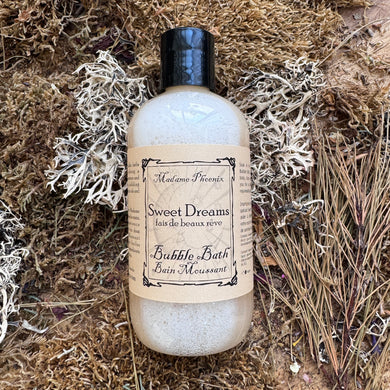 Madame Phoenix
Sweet Dreams
fais de beaux rêve
Bubble Bath
Bain Moussant